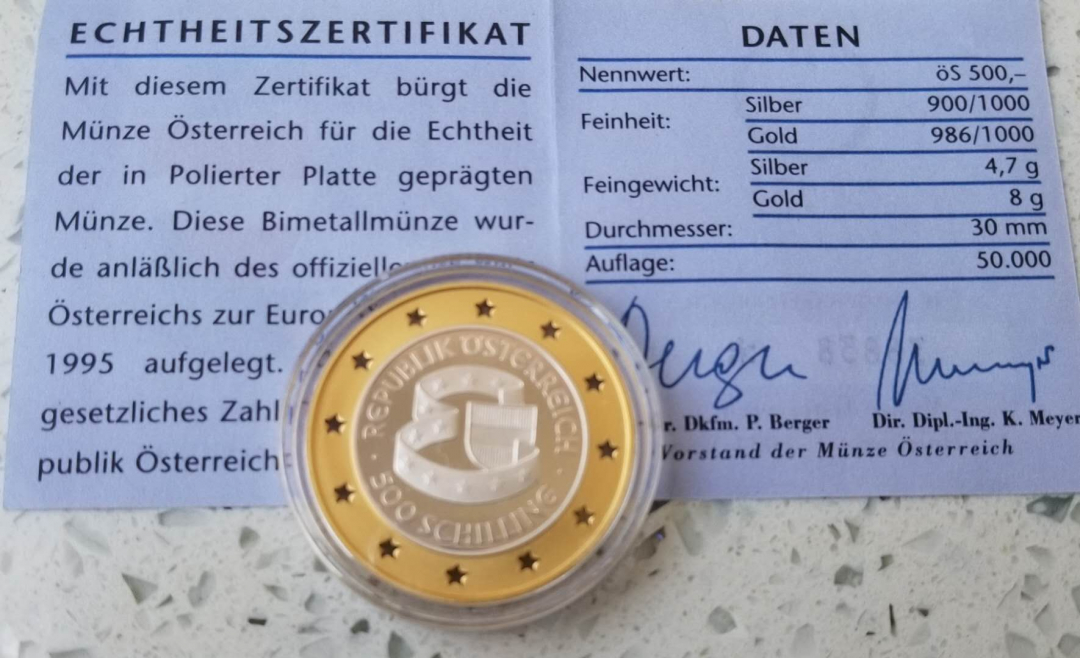 ECHTHEITSZERTIFIKAT
Mit diesem Zertifikat bürgt die
Münze Österreich für die Echtheit
der in Polierter Platte geprägten
Münze. Diese Bimetallmünze wur-
de anläßlich des offizielle
Österreichs zur Euro
1995 aufgelegt.
gesetzliches Zahl
publik Österreich
DATEN
Nennwert: öS 500,–
Feinheit: Silber 900/1000
Gold 986/1000
Feingewicht: Silber 4,7 g
Gold 8 g
Durchmesser: 30 mm
Auflage: 50.000
r. Dkfm. P. Berger Dir. Dipl.-Ing. K. Meyer
Vorstand der Münze Österreich
REPUBLIK ÖSTERREICH
500 SCHILLING